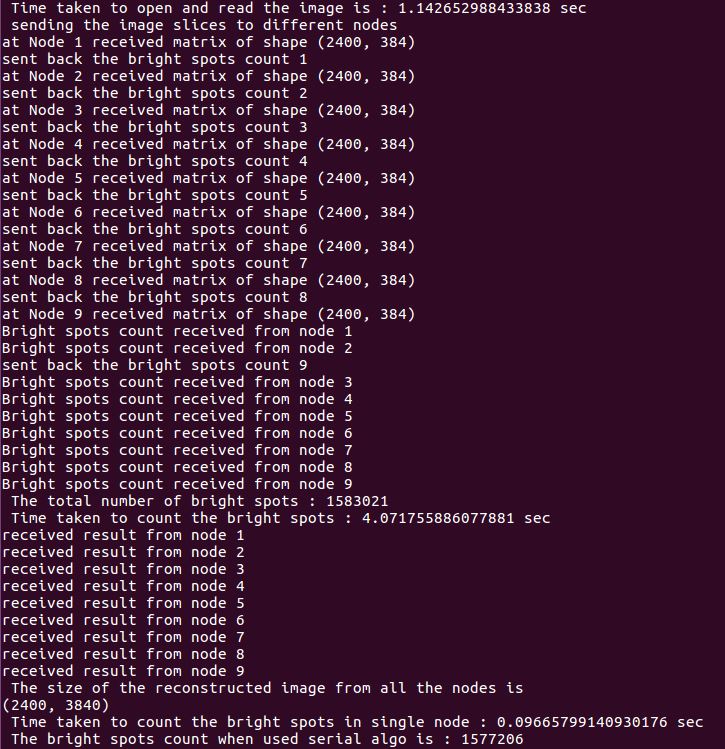 Time taken to open and read the image is : 1.142652988433838 sec
sending the image slices to different nodes
at Node 1 received matrix of shape (2400, 384)
sent back the bright spots count 1
at Node 2 received matrix of shape (2400, 384)
sent back the bright spots count 2
at Node 3 received matrix of shape (2400, 384)
sent back the bright spots count 3
at Node 4 received matrix of shape (2400, 384)
sent back the bright spots count 4
at Node 5 received matrix of shape (2400, 384)
sent back the bright spots count 5
at Node 6 received matrix of shape (2400, 384)
sent back the bright spots count 6
at Node 7 received matrix of shape (2400, 384)
sent back the bright spots count 7
at Node 8 received matrix of shape (2400, 384)
sent back the bright spots count 8
at Node 9 received matrix of shape (2400, 384)
Bright spots count received from node 1
Bright spots count received from node 2
sent back the bright spots count 9
Bright spots count received from node 3
Bright spots count received from node 4
Bright spots count received from node 5
Bright spots count received from node 6
Bright spots count received from node 7
Bright spots count received from node 8
Bright spots count received from node 9
The total number of bright spots : 1583021
Time taken to count the bright spots : 4.071755886077881 sec
received result from node 1
received result from node 2
received result from node 3
received result from node 4
received result from node 5
received result from node 6
received result from node 7
received result from node 8
received result from node 9
The size of the reconstructed image from all the nodes is
(2400, 3840)
Time taken to count the bright spots in single node : 0.09665799140930176 sec
The bright spots count when used serial algo is : 1577206